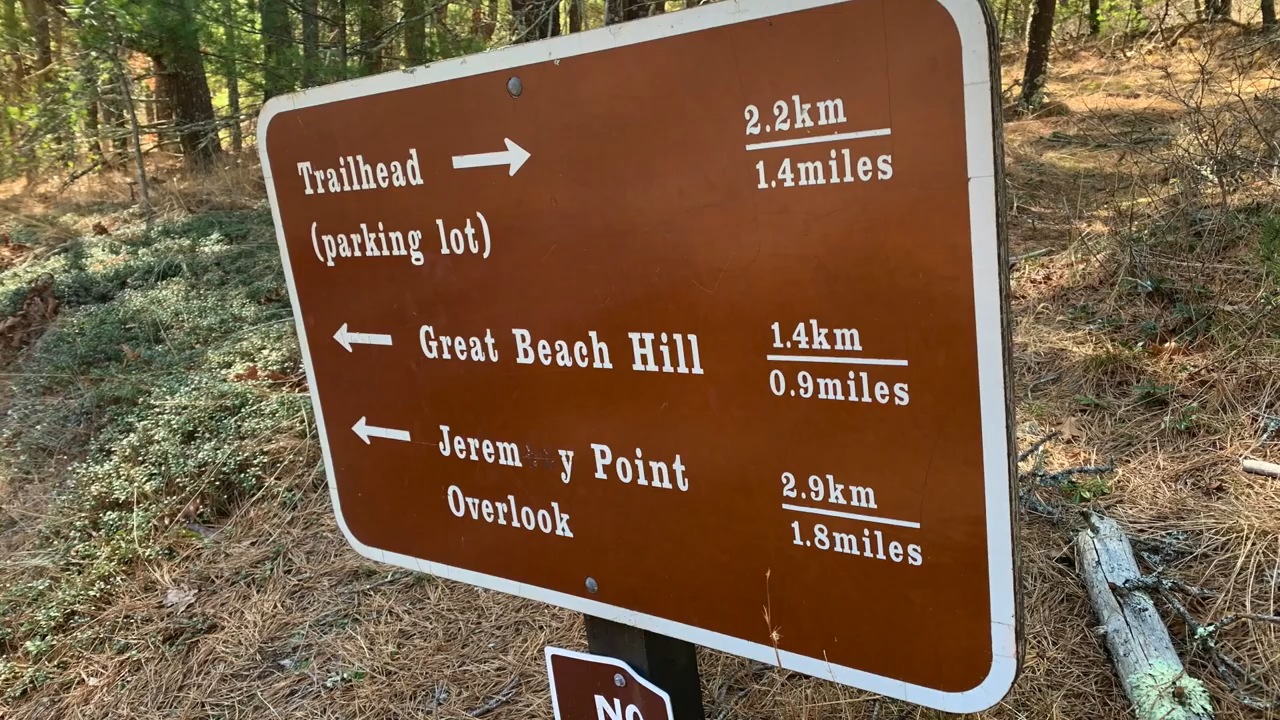 Trailhead → 2.2km
1.4miles
(parking lot)
← Great Beach Hill 1.4km
0.9miles
← Jerem y Point 2.9km
Overlook 1.8miles
NO